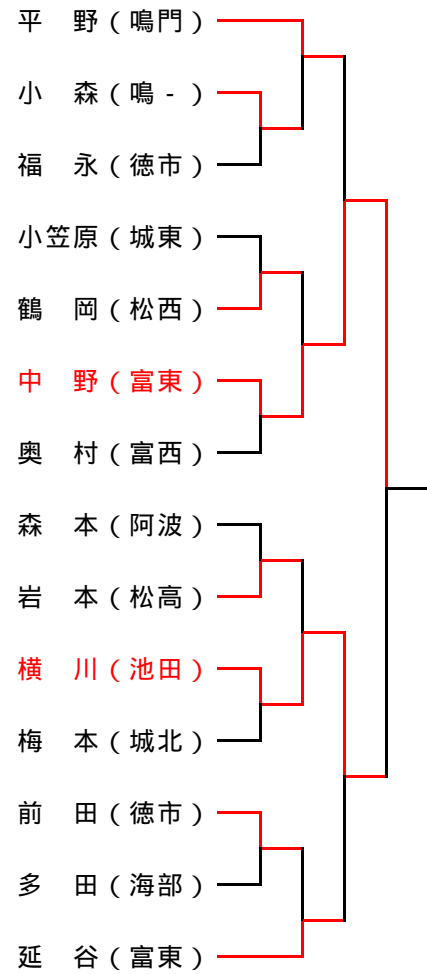 平　野（鳴門）
小　森（鳴 - ）
福　永（徳市）
小笠原（城東）
鶴　岡（松西）
中　野（富東）
奥　村（富西）
森　本（阿波）
岩　本（松高）
横　川（池田）
梅　本（城北）
前　田（徳市）
多　田（海部）
延　谷（富東）